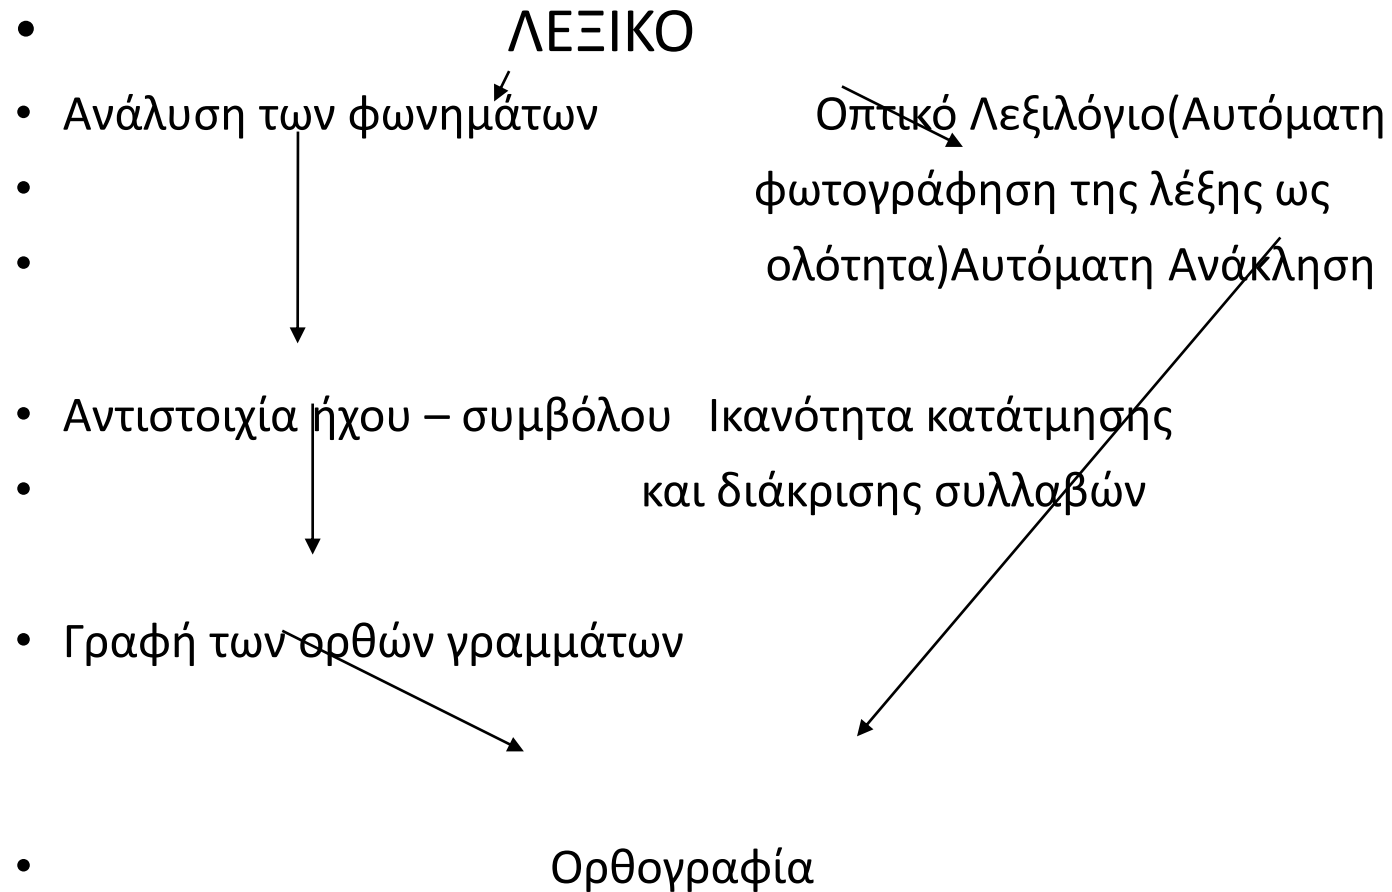 • ΛΕΞΙΚΟ
• Ανάλυση των φωνημάτων Οπτικό Λεξιλόγιο(Αυτόματη
• φωτογράφηση της λέξης ως
• ολότητα)Αυτόματη Ανάκληση
• Αντιστοιχία ήχου – συμβόλου Ικανότητα κατάτμησης
• και διάκρισης συλλαβών
• Γραφή των ορθών γραμμάτων
• Ορθογραφία